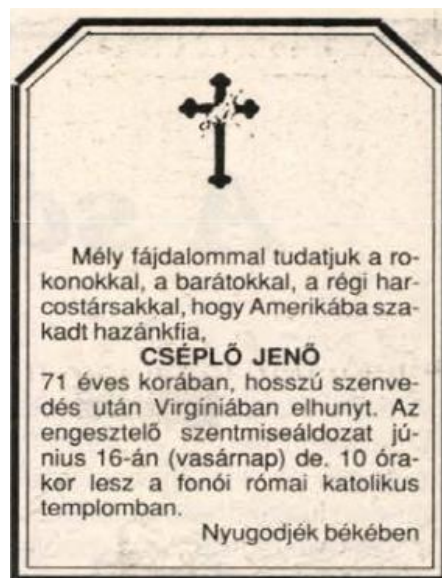 Mély fájdalommal tudatjuk a ro-
konokkal, a barátokkal, a régi har-
costársakkal, hogy Amerikába sza-
kadt hazánkfia,
CSÉPLŐ JENŐ
71 éves korában, hosszú szenve-
dés után Virgíniában elhunyt. Az
engesztelő szentmiseáldozat jú-
nius 16-án (vasárnap) de. 10 óra-
kor lesz a fonói római katolikus
templomban.
Nyugodjék békében